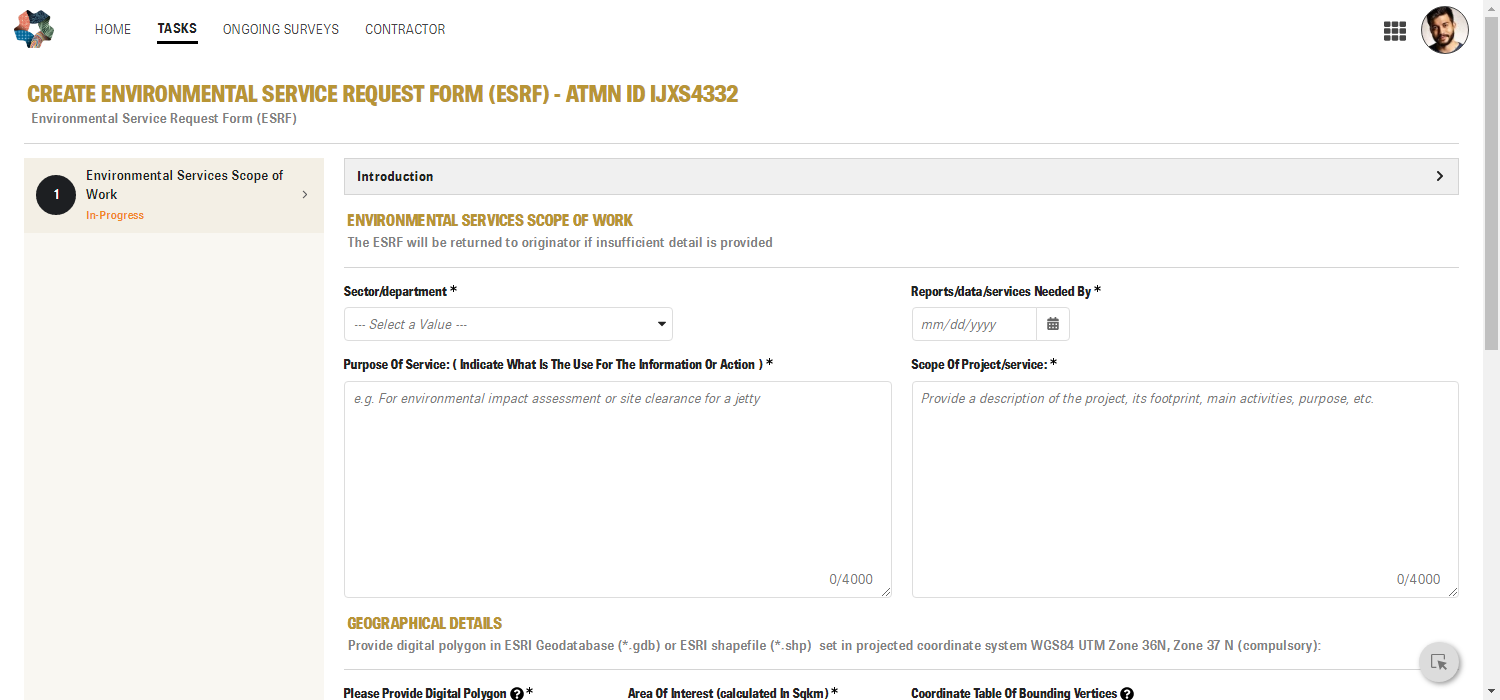 HOME TASKS ONGOING SURVEYS CONTRACTOR
CREATE ENVIRONMENTAL SERVICE REQUEST FORM (ESRF) - ATMN ID IJXS4332
Environmental Service Request Form (ESRF)
1
Environmental Services Scope of
Work
In-Progress
Introduction
ENVIRONMENTAL SERVICES SCOPE OF WORK
The ESRF will be returned to originator if insufficient detail is provided
Sector/department *
--- Select a Value ---
Reports/data/services Needed By *
mm/dd/yyyy
Purpose Of Service: ( Indicate What Is The Use For The Information Or Action ) *
e.g. For environmental impact assessment or site clearance for a jetty
0/4000
Scope Of Project/service: *
Provide a description of the project, its footprint, main activities, purpose, etc.
0/4000
GEOGRAPHICAL DETAILS
Provide digital polygon in ESRI Geodatabase (*.gdb) or ESRI shapefile (*.shp)  set in projected coordinate system WGS84 UTM Zone 36N, Zone 37 N (compulsory):
Please Provide Digital Polygon ? *
Area Of Interest (calculated In Sqkm) *
Coordinate Table Of Bounding Vertices ?